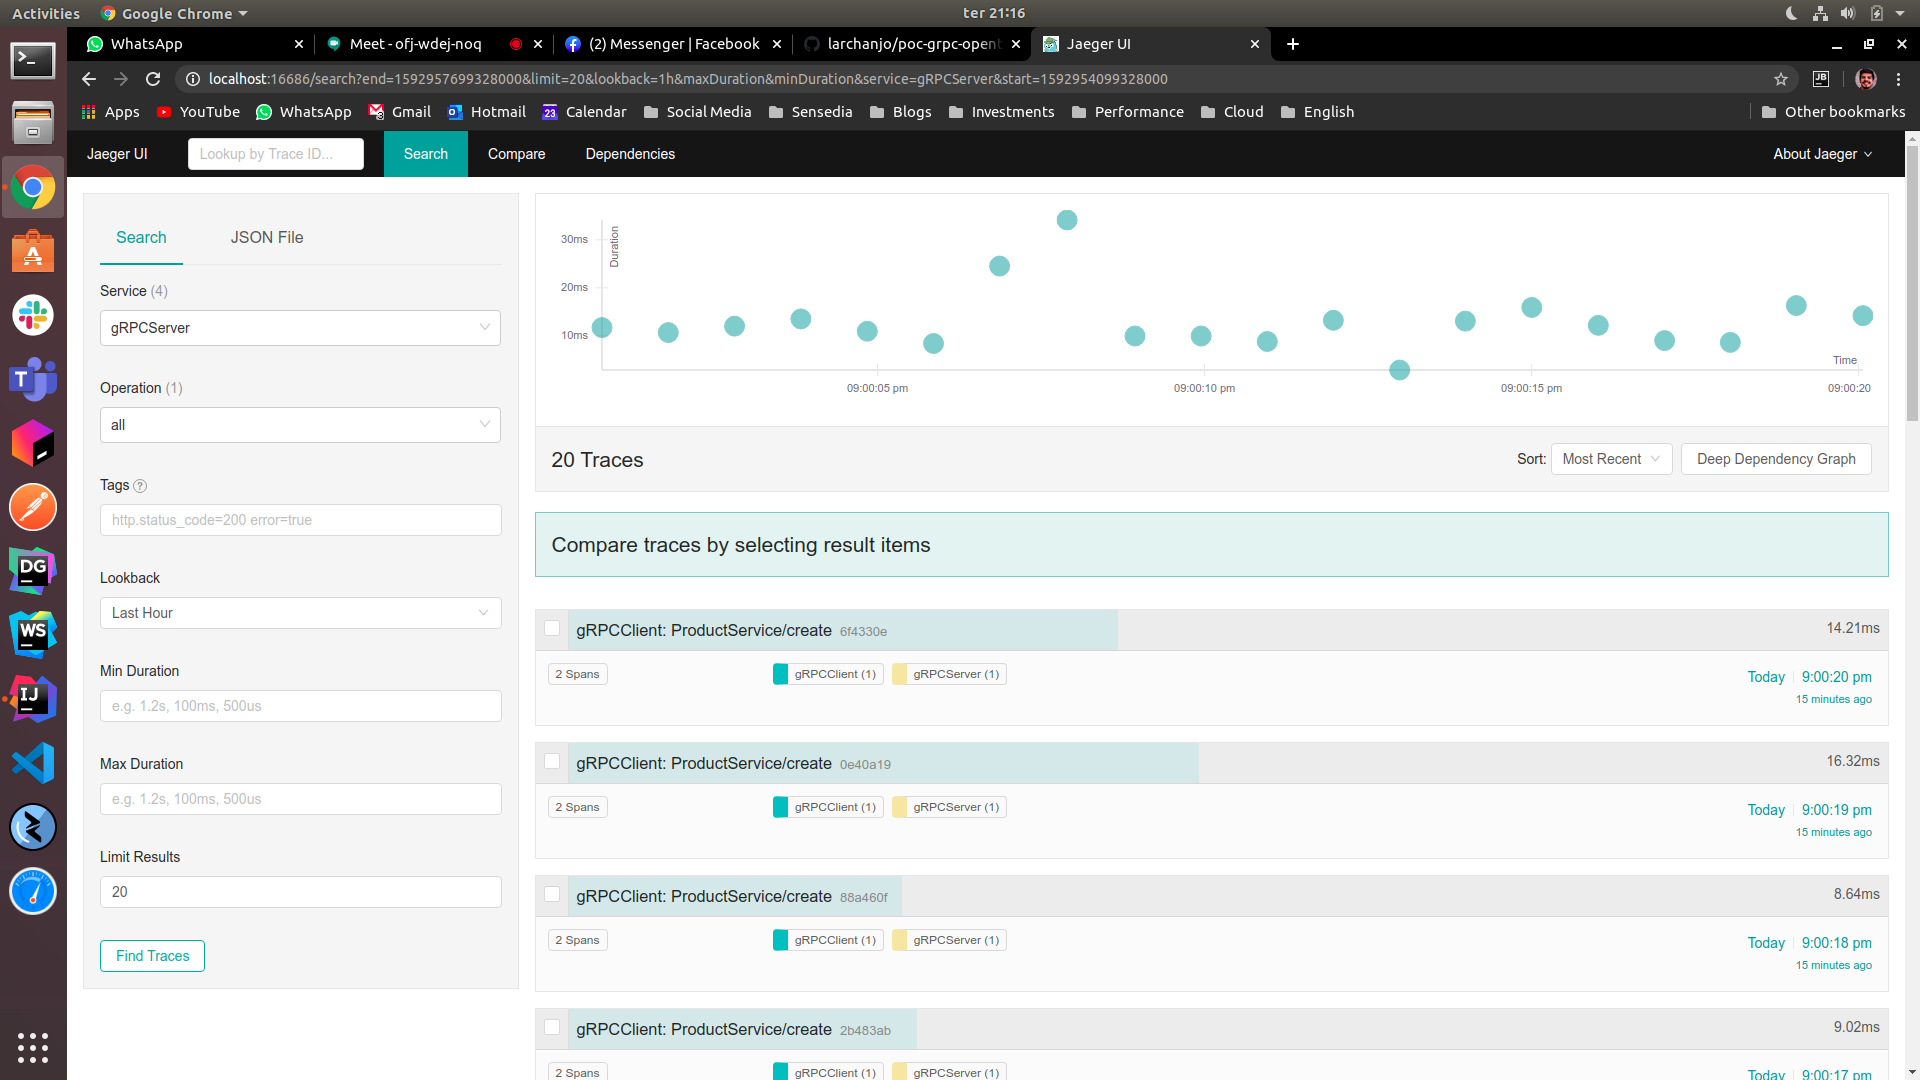 Activities Google Chrome ter 21:16
WhatsApp Meet - ofj-wdej-noq (2) Messenger | Facebook larchanjo/poc-grpc-opent Jaeger UI
localhost:16686/search?end=1592957699328000&limit=20&lookback=1h&maxDuration&minDuration&service=gRPCServer&start=1592954099328000
Apps YouTube WhatsApp Gmail Hotmail 23 Calendar Social Media Sensedia Blogs Investments Performance Cloud English Other bookmarks
Jaeger UI Lookup by Trace ID... Search Compare Dependencies About Jaeger
Search JSON File
Service (4)
gRPCServer
Operation (1)
all
Tags ?
http.status_code=200 error=true
Lookback
Last Hour
Min Duration
e.g. 1.2s, 100ms, 500us
Max Duration
e.g. 1.2s, 100ms, 500us
Limit Results
20
Find Traces
Duration
30ms
20ms
10ms
Time
09:00:05 pm 09:00:10 pm 09:00:15 pm 09:00:20
20 Traces Sort: Most Recent Deep Dependency Graph
Compare traces by selecting result items
gRPCClient: ProductService/create 6f4330e 14.21ms
2 Spans gRPCClient (1) gRPCServer (1) Today 9:00:20 pm
15 minutes ago
gRPCClient: ProductService/create 0e40a19 16.32ms
2 Spans gRPCClient (1) gRPCServer (1) Today 9:00:19 pm
15 minutes ago
gRPCClient: ProductService/create 88a460f 8.64ms
2 Spans gRPCClient (1) gRPCServer (1) Today 9:00:18 pm
15 minutes ago
gRPCClient: ProductService/create 2b483ab 9.02ms
2 Spans gRPCClient (1) gRPCServer (1) Today 9:00:17 pm
T
DG
WS
IJ
A
JB